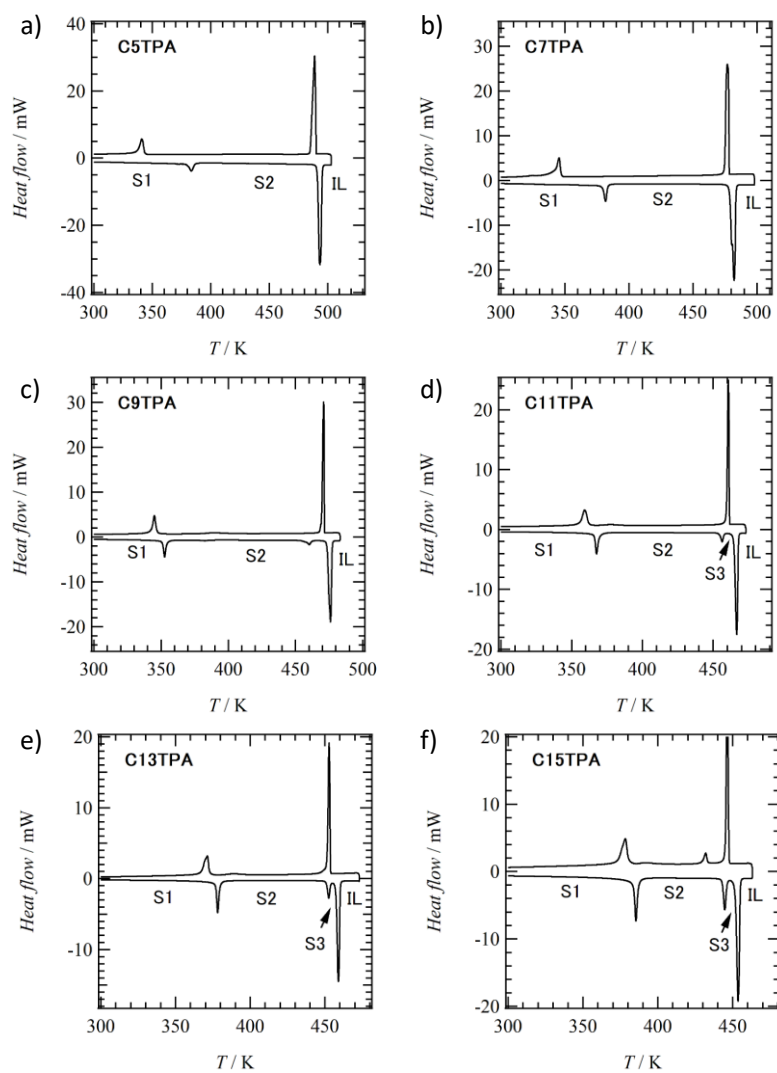 a)
C5TPA
Heat flow / mW
40
20
0
-20
-40
S1
S2
IL
300
350
400
450
500
T / K
b)
C7TPA
Heat flow / mW
30
20
10
0
-10
-20
S1
S2
IL
300
350
400
450
500
T / K
c)
C9TPA
Heat flow / mW
30
20
10
0
-10
-20
S1
S2
IL
300
350
400
450
500
T / K
d)
C11TPA
Heat flow / mW
20
10
0
-10
-20
S1
S2
S3
IL
300
350
400
450
T / K
e)
C13TPA
Heat flow / mW
20
10
0
-10
S1
S2
S3
IL
300
350
400
450
T / K
f)
C15TPA
Heat flow / mW
20
10
0
-10
-20
S1
S2
S3
IL
300
350
400
450
T / K